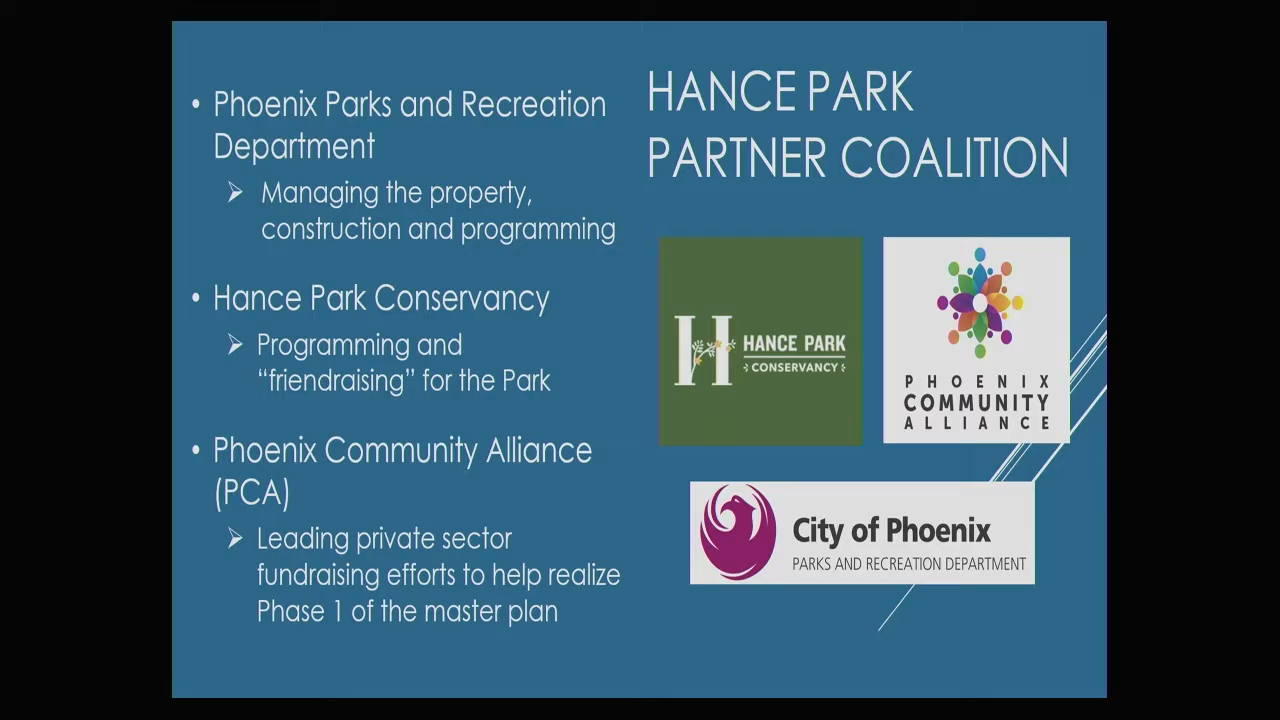 HANCE PARK
PARTNER COALITION
• Phoenix Parks and Recreation
Department
➢ Managing the property,
construction and programming
• Hance Park Conservancy
➢ Programming and
“friendraising” for the Park
• Phoenix Community Alliance
(PCA)
➢ Leading private sector
fundraising efforts to help realize
Phase 1 of the master plan
H
HANCE PARK
CONSERVANCY
PHOENIX
COMMUNITY
ALLIANCE
City of Phoenix
PARKS AND RECREATION DEPARTMENT